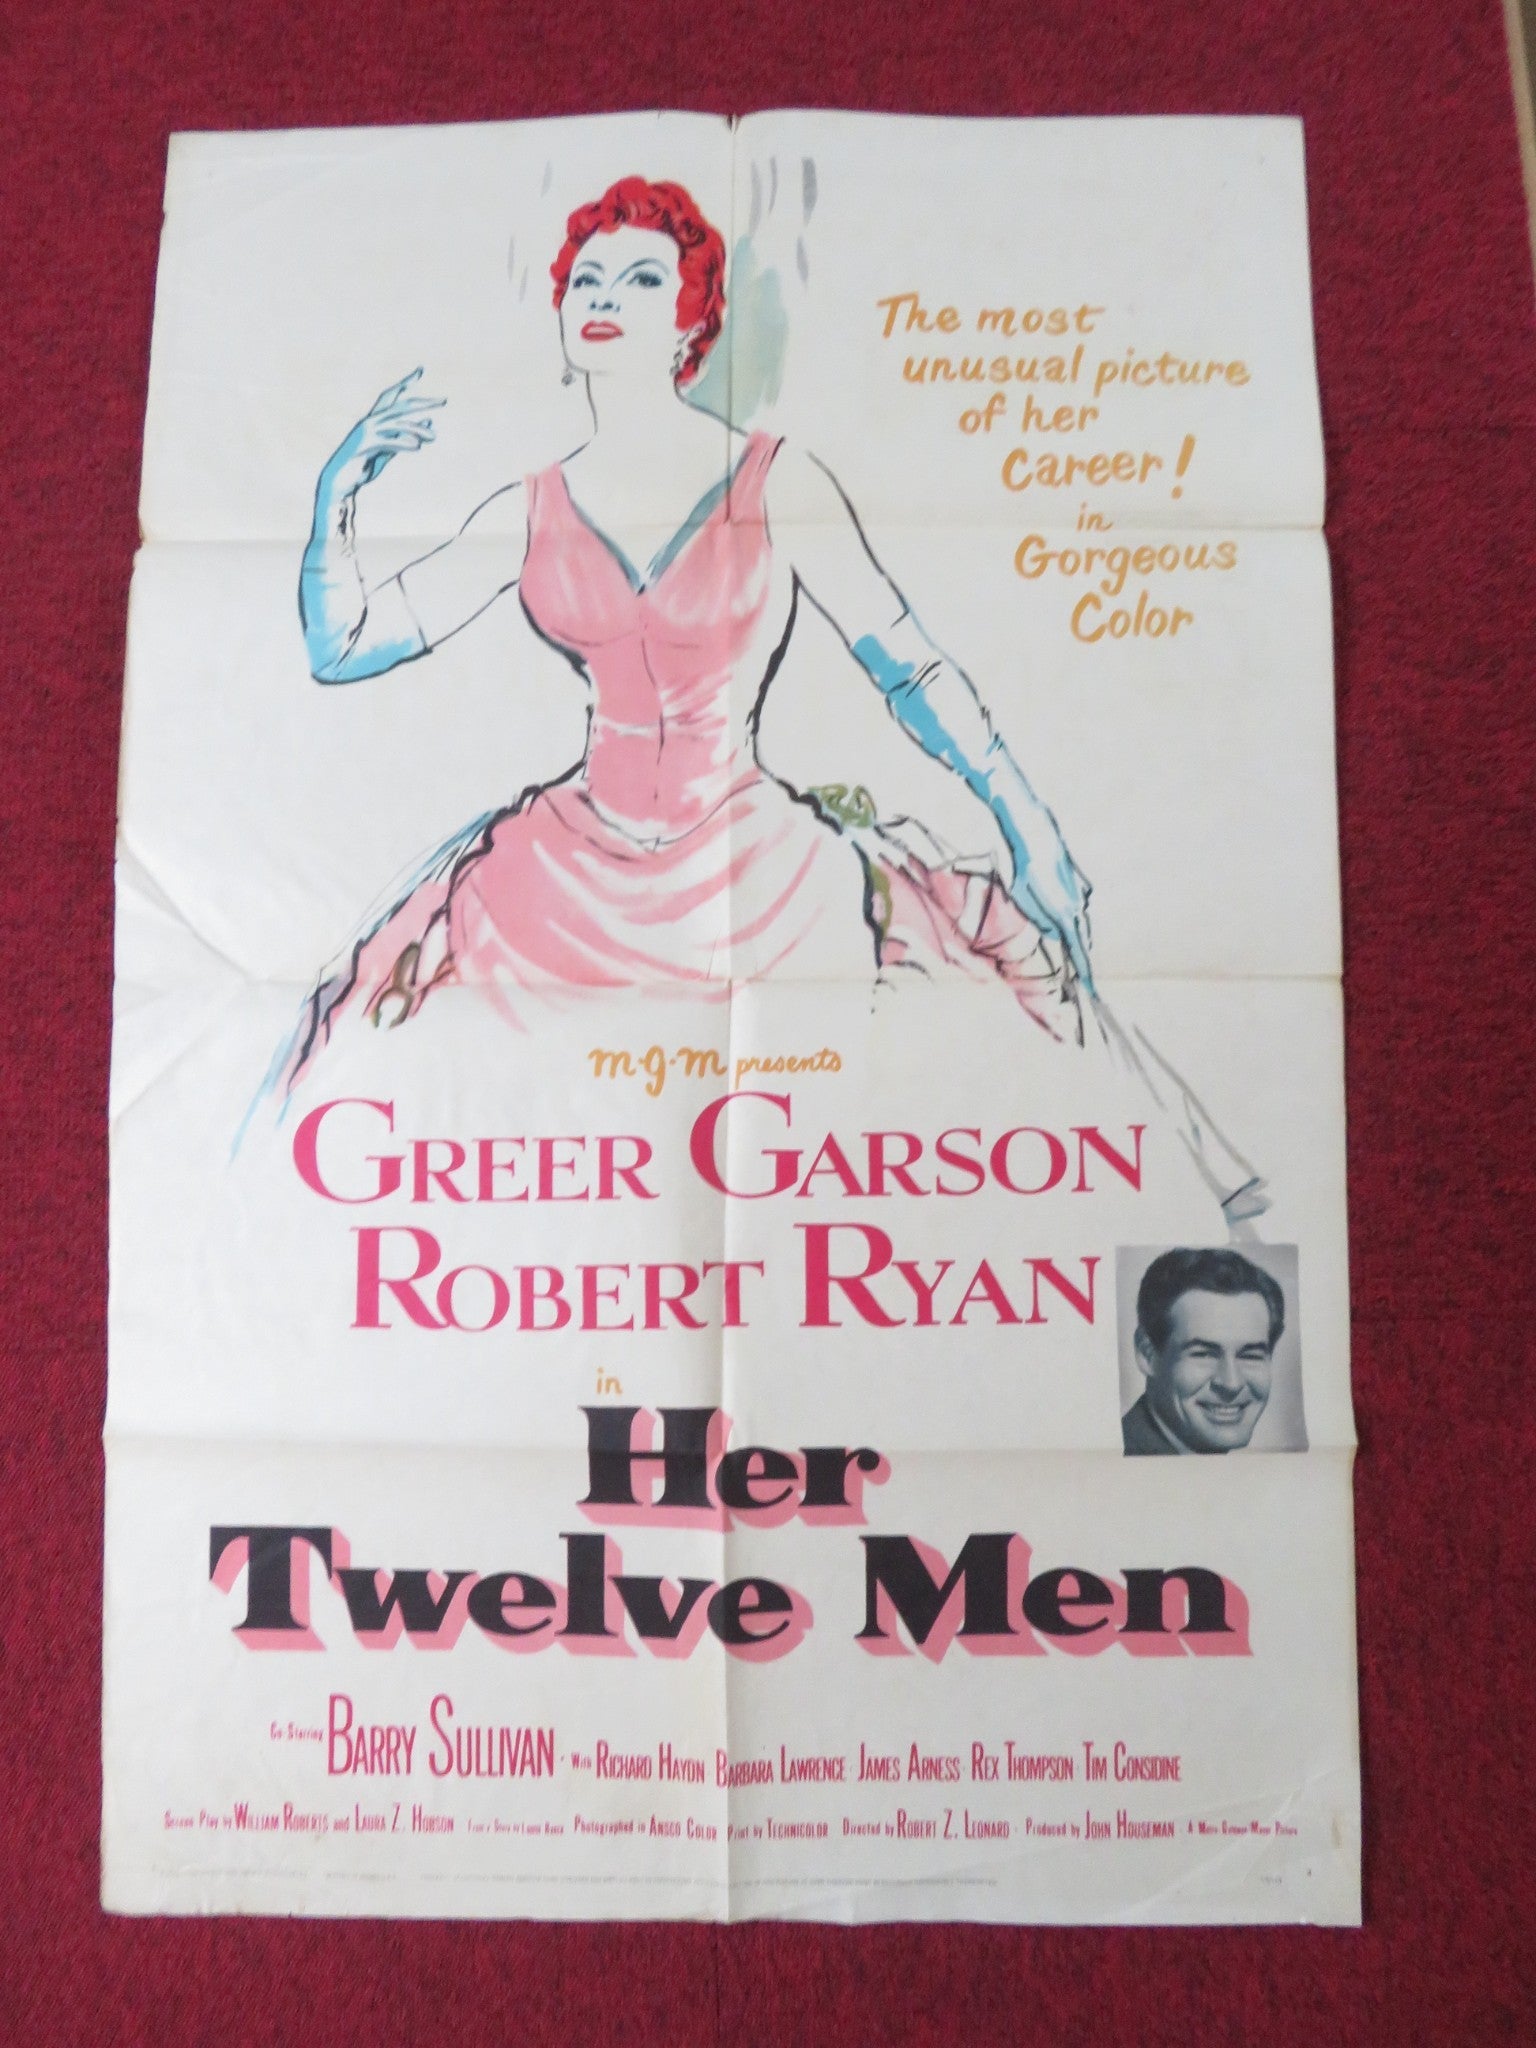 The most
unusual picture
of her
Career!
in
Gorgeous
Color
M-G-M presents
GREER GARSON
ROBERT RYAN
in
Her
Twelve Men
Co-Starring BARRY SULLIVAN · With RICHARD HAYDN · BARBARA LAWRENCE · JAMES ARNESS · REX THOMPSON · TIM CONSIDINE
Screen Play by WILLIAM ROBERTS and LAURA Z. HOBSON Photographed in ANSCO COLOR Print by TECHNICOLOR Directed by ROBERT Z. LEONARD · Produced by JOHN HOUSEMAN · A Metro-Goldwyn-Mayer Picture